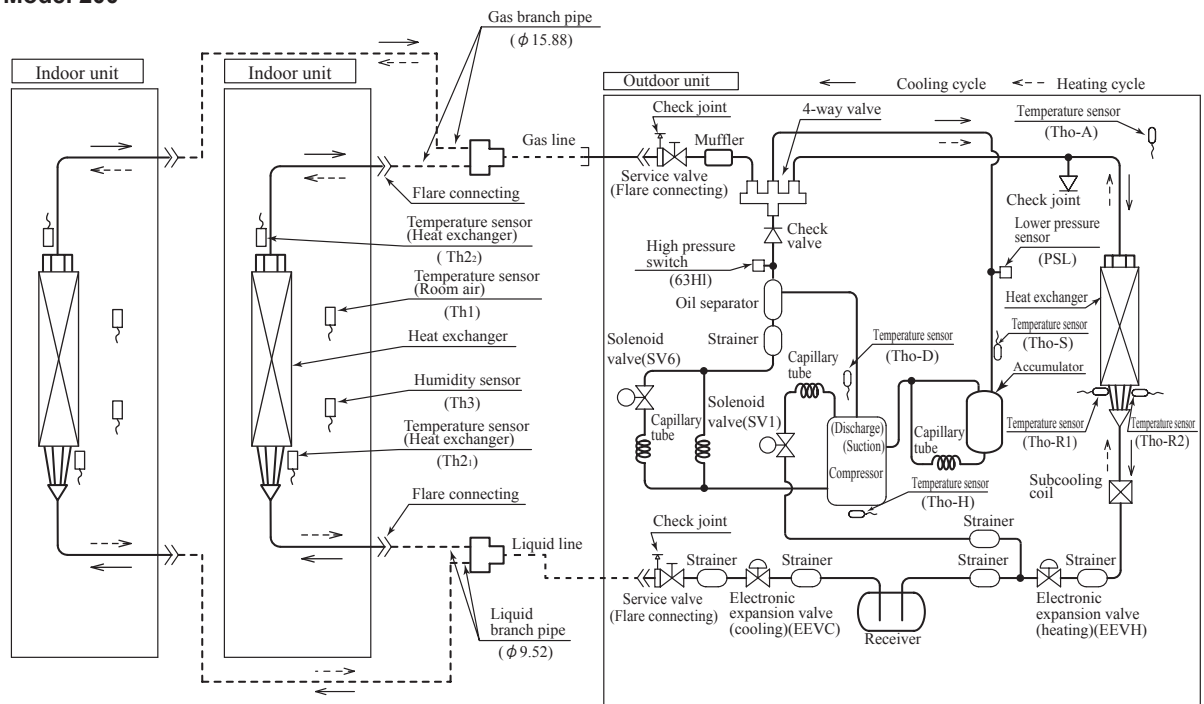 Gas branch pipe
(ϕ 15.88)
Indoor unit
Indoor unit
Outdoor unit
Cooling cycle
Heating cycle
Check joint
4-way valve
Temperature sensor
(Tho-A)
Gas line
Muffler
Service valve
(Flare connecting)
Check joint
Flare connecting
Check
valve
Lower pressure
sensor
(PSL)
Temperature sensor
(Heat exchanger)
(Th2₂)
High pressure
switch
(63Hl)
Temperature sensor
(Room air)
(Th1)
Oil separator
Heat exchanger
Temperature sensor
(Tho-S)
Heat exchanger
Strainer
Temperature sensor
(Tho-D)
Solenoid
valve(SV6)
Capillary
tube
Accumulator
Humidity sensor
(Th3)
Solenoid
valve(SV1)
Capillary
tube
(Discharge)
(Suction)
Compressor
Capillary
tube
Temperature sensor
(Tho-R1)
Temperature sensor
(Tho-R2)
Temperature sensor
(Heat exchanger)
(Th2₁)
Temperature sensor
(Tho-H)
Subcooling
coil
Flare connecting
Check joint
Strainer
Liquid line
Strainer
Strainer
Strainer
Strainer
Service valve
(Flare connecting)
Electronic
expansion valve
(cooling)(EEVC)
Receiver
Electronic
expansion valve
(heating)(EEVH)
Liquid
branch pipe
(ϕ 9.52)